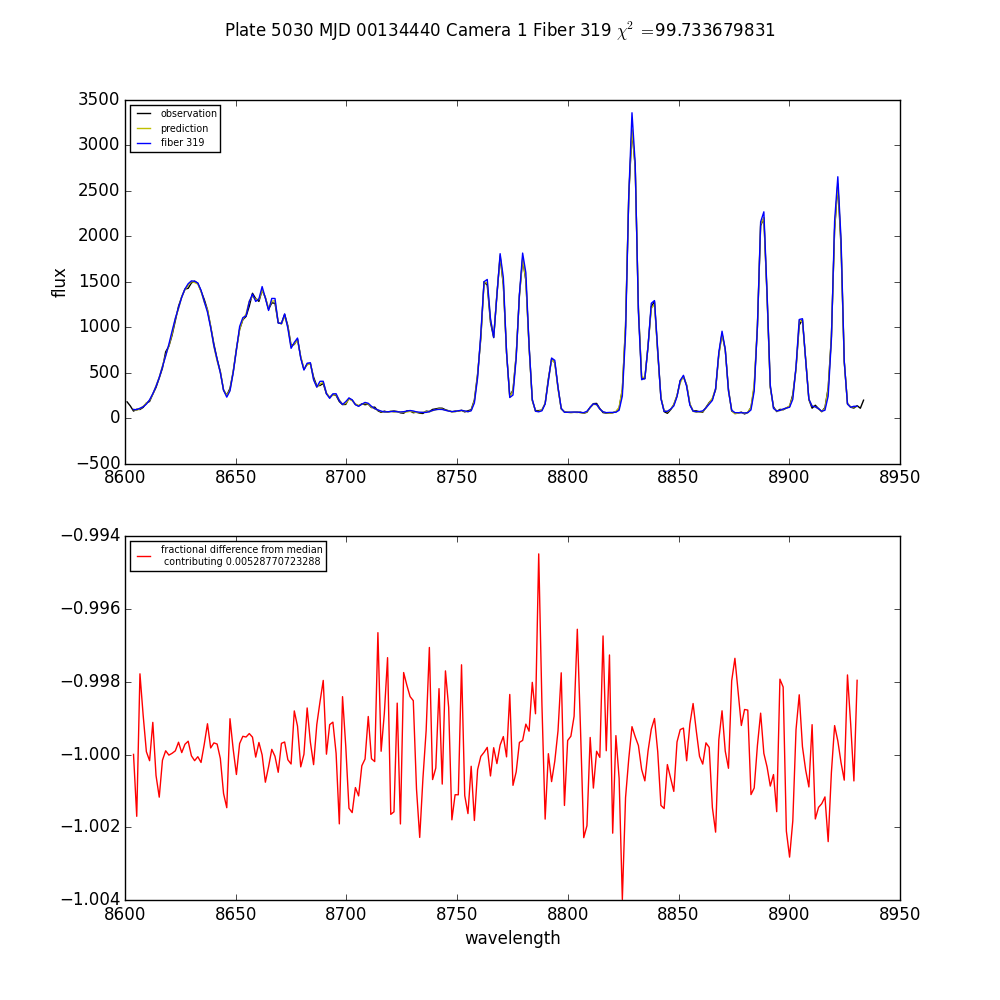 Plate 5030 MJD 00134440 Camera 1 Fiber 319 χ² =99.733679831
3500
3000
2500
2000
1500
1000
500
0
−500
flux
observation
prediction
fiber 319
8600 8650 8700 8750 8800 8850 8900 8950
−0.994
−0.996
−0.998
−1.000
−1.002
−1.004
fractional difference from median
contributing 0.00528770723288
8600 8650 8700 8750 8800 8850 8900 8950
wavelength